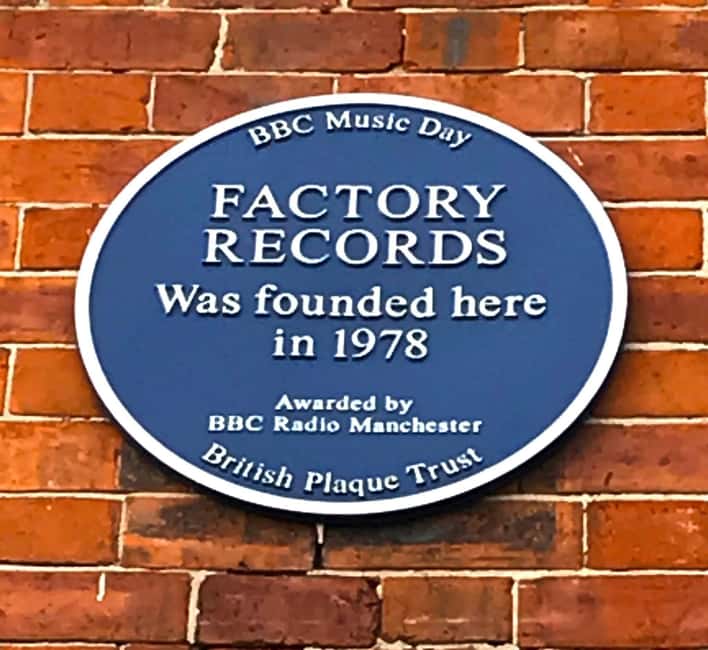 BBC Music Day
FACTORY
RECORDS
Was founded here
in 1978
Awarded by
BBC Radio Manchester
British Plaque Trust